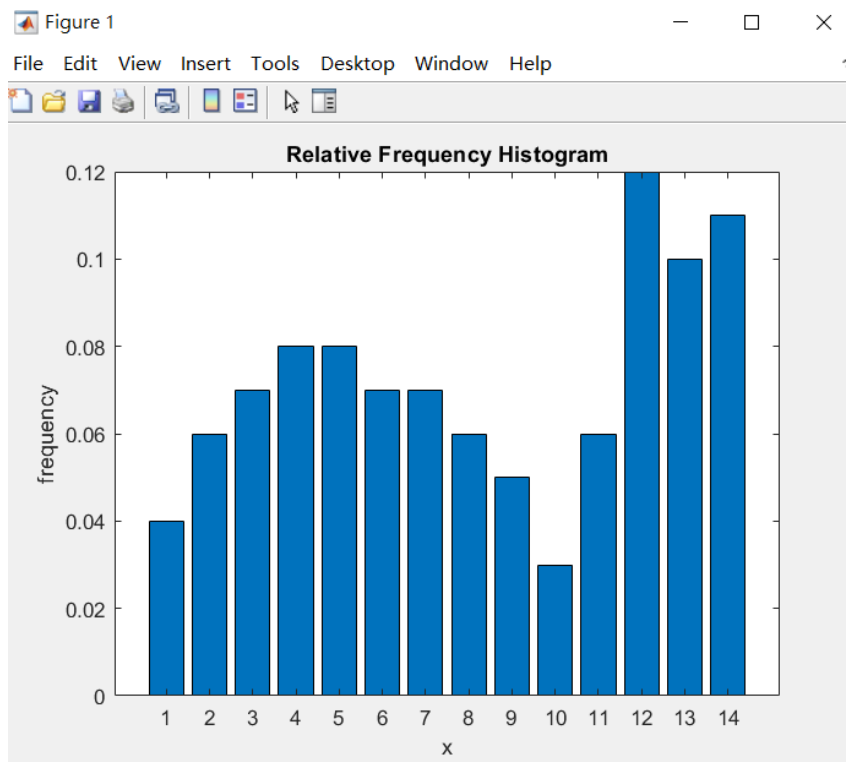 Figure 1
File Edit View Insert Tools Desktop Window Help
Relative Frequency Histogram
0.12
0.1
0.08
0.06
0.04
0.02
0
frequency
1 2 3 4 5 6 7 8 9 10 11 12 13 14
x